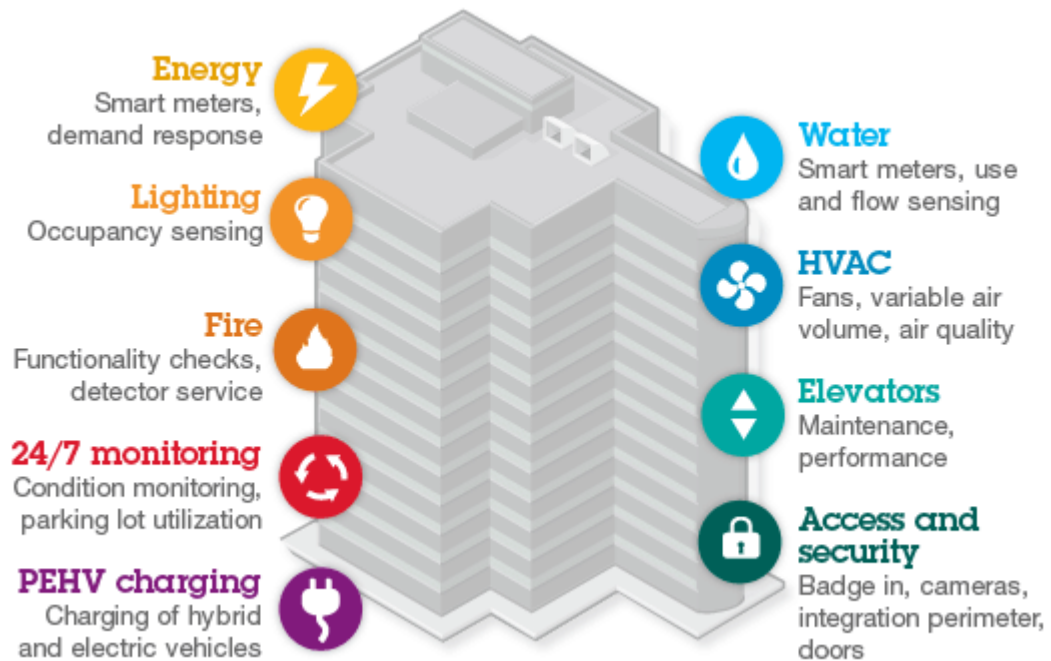 Energy
Smart meters,
demand response
Lighting
Occupancy sensing
Fire
Functionality checks,
detector service
24/7 monitoring
Condition monitoring,
parking lot utilization
PEHV charging
Charging of hybrid
and electric vehicles
Water
Smart meters, use
and flow sensing
HVAC
Fans, variable air
volume, air quality
Elevators
Maintenance,
performance
Access and
security
Badge in, cameras,
integration perimeter,
doors